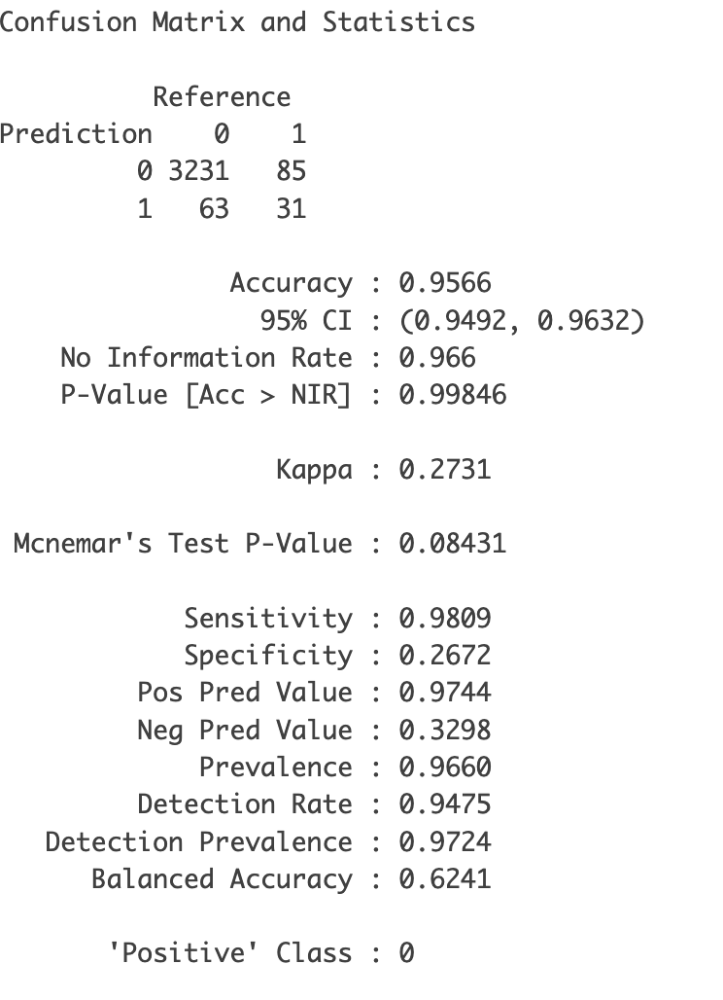 Confusion Matrix and Statistics
Reference
Prediction 0 1
0 3231 85
1 63 31
Accuracy : 0.9566
95% CI : (0.9492, 0.9632)
No Information Rate : 0.966
P-Value [Acc > NIR] : 0.99846
Kappa : 0.2731
Mcnemar's Test P-Value : 0.08431
Sensitivity : 0.9809
Specificity : 0.2672
Pos Pred Value : 0.9744
Neg Pred Value : 0.3298
Prevalence : 0.9660
Detection Rate : 0.9475
Detection Prevalence : 0.9724
Balanced Accuracy : 0.6241
'Positive' Class : 0